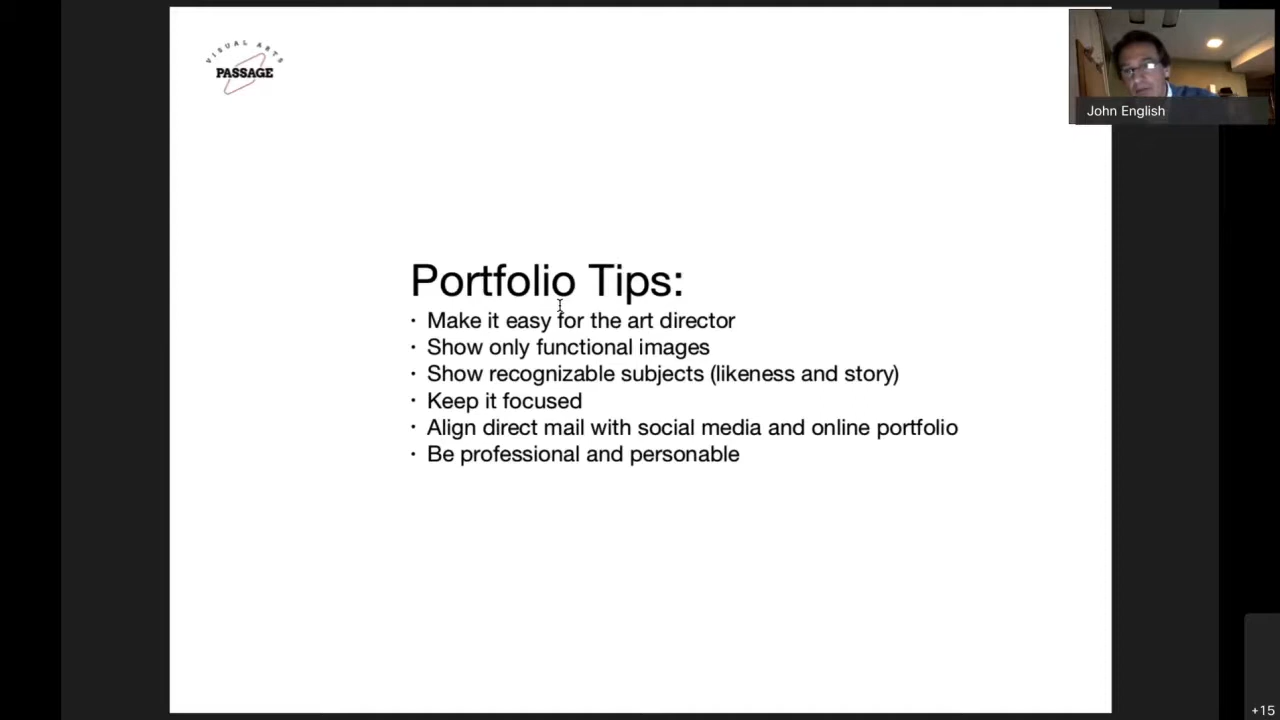 VISUAL ARTS
PASSAGE
John English
Portfolio Tips:
· Make it easy for the art director
· Show only functional images
· Show recognizable subjects (likeness and story)
· Keep it focused
· Align direct mail with social media and online portfolio
· Be professional and personable
+15